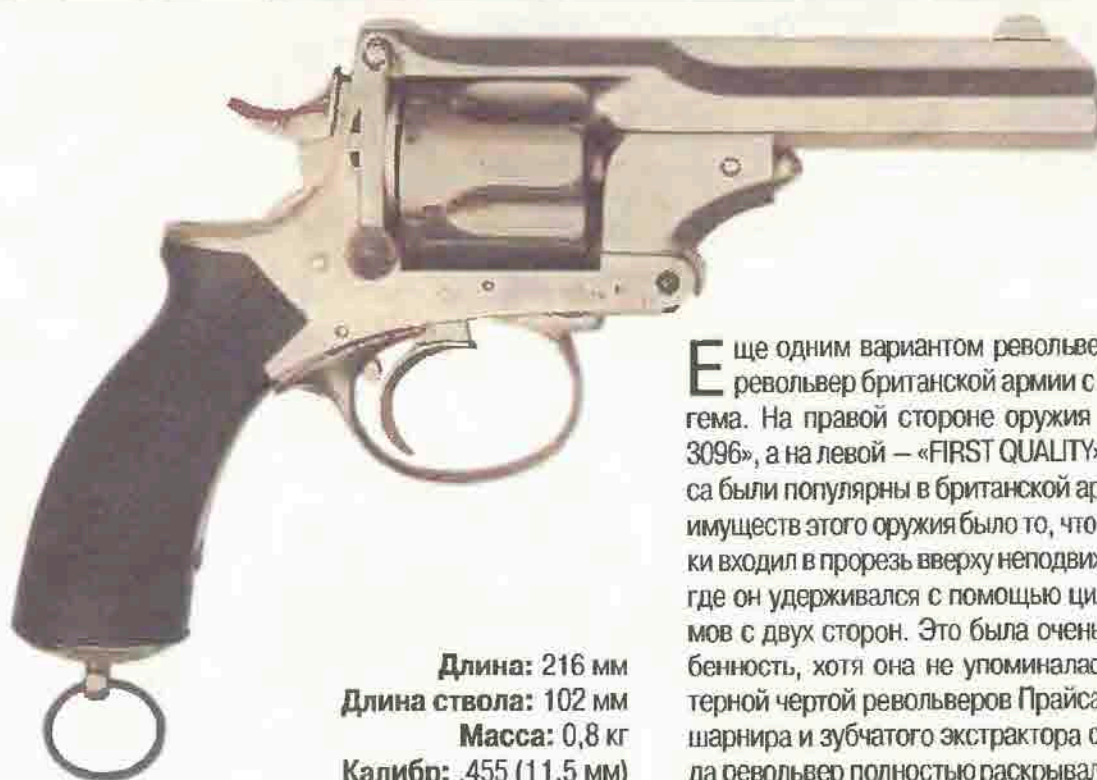 Длина: 216 мм
Длина ствола: 102 мм
Масса: 0,8 кг
Калибр: .455 (11,5 мм)
Еще одним вариантом револьве
револьвер британской армии с
гема. На правой стороне оружия
3096», а на левой – «FIRST QUALITY»
са были популярны в британской ар
имуществ этого оружия было то, что
ки входил в прорезь вверху неподвиж
где он удерживался с помощью ци
мов с двух сторон. Это была очень
бенность, хотя она не упоминалас
терной чертой револьверов Прайса
шарнира и зубчатого экстрактора с
да револьвер полностью раскрывал